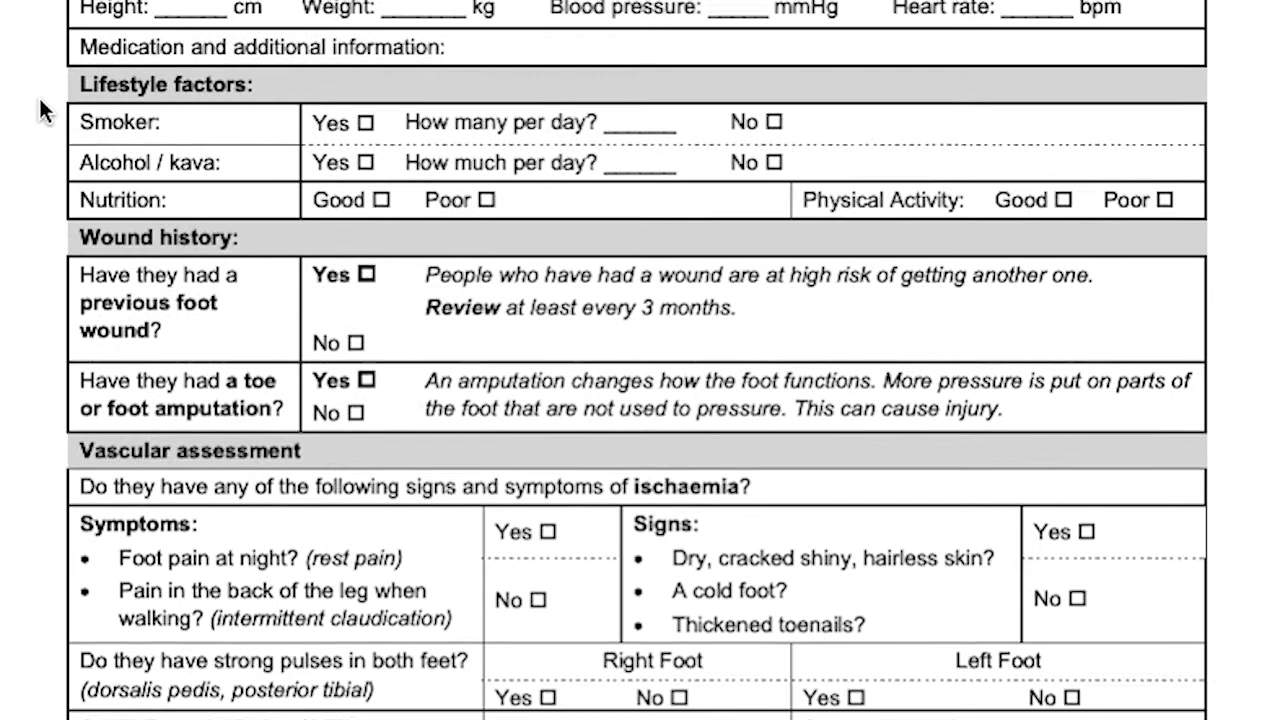 Height: ______ cm Weight: _______ kg Blood pressure: _____ mmHg Heart rate: ______ bpm
Medication and additional information:
Lifestyle factors:
Smoker: Yes ☐ How many per day? ______ No ☐
Alcohol / kava: Yes ☐ How much per day? ______ No ☐
Nutrition: Good ☐ Poor ☐ Physical Activity: Good ☐ Poor ☐
Wound history:
Have they had a
previous foot
wound?
Yes ☐ People who have had a wound are at high risk of getting another one.
Review at least every 3 months.
No ☐
Have they had a toe
or foot amputation?
Yes ☐ An amputation changes how the foot functions. More pressure is put on parts of
No ☐ the foot that are not used to pressure. This can cause injury.
Vascular assessment
Do they have any of the following signs and symptoms of ischaemia?
Symptoms:
• Foot pain at night? (rest pain)
• Pain in the back of the leg when
walking? (intermittent claudication)
Yes ☐
No ☐
Signs:
• Dry, cracked shiny, hairless skin?
• A cold foot?
• Thickened toenails?
Yes ☐
No ☐
Do they have strong pulses in both feet?
(dorsalis pedis, posterior tibial)
Right Foot
Yes ☐ No ☐
Left Foot
Yes ☐ No ☐